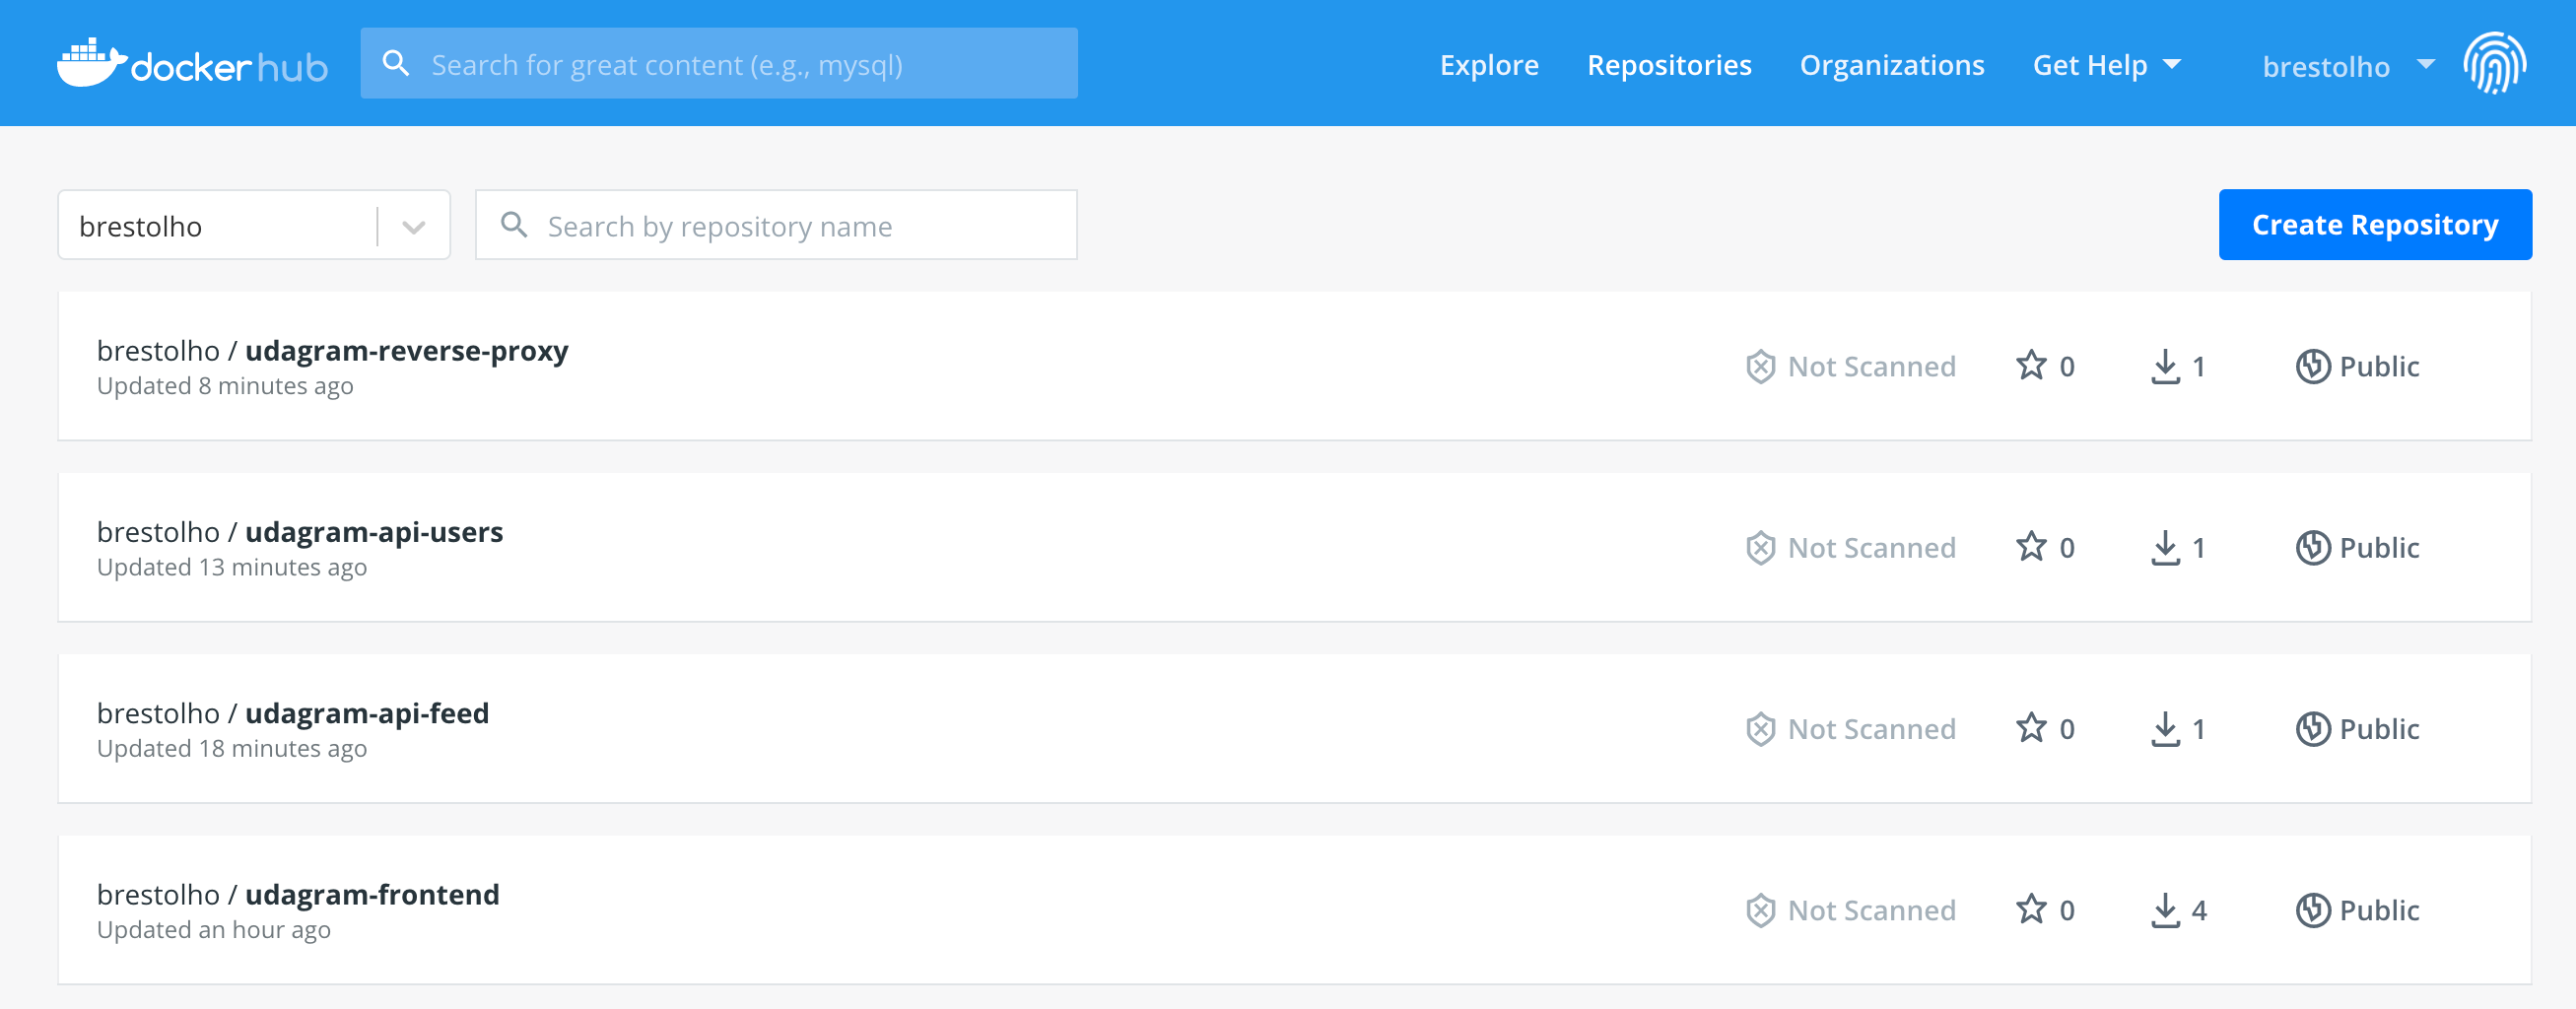 dockerhub
Search for great content (e.g., mysql)
Explore
Repositories
Organizations
Get Help
brestolho
brestolho
Search by repository name
Create Repository
brestolho / udagram-reverse-proxy
Updated 8 minutes ago
Not Scanned
0
1
Public
brestolho / udagram-api-users
Updated 13 minutes ago
Not Scanned
0
1
Public
brestolho / udagram-api-feed
Updated 18 minutes ago
Not Scanned
0
1
Public
brestolho / udagram-frontend
Updated an hour ago
Not Scanned
0
4
Public